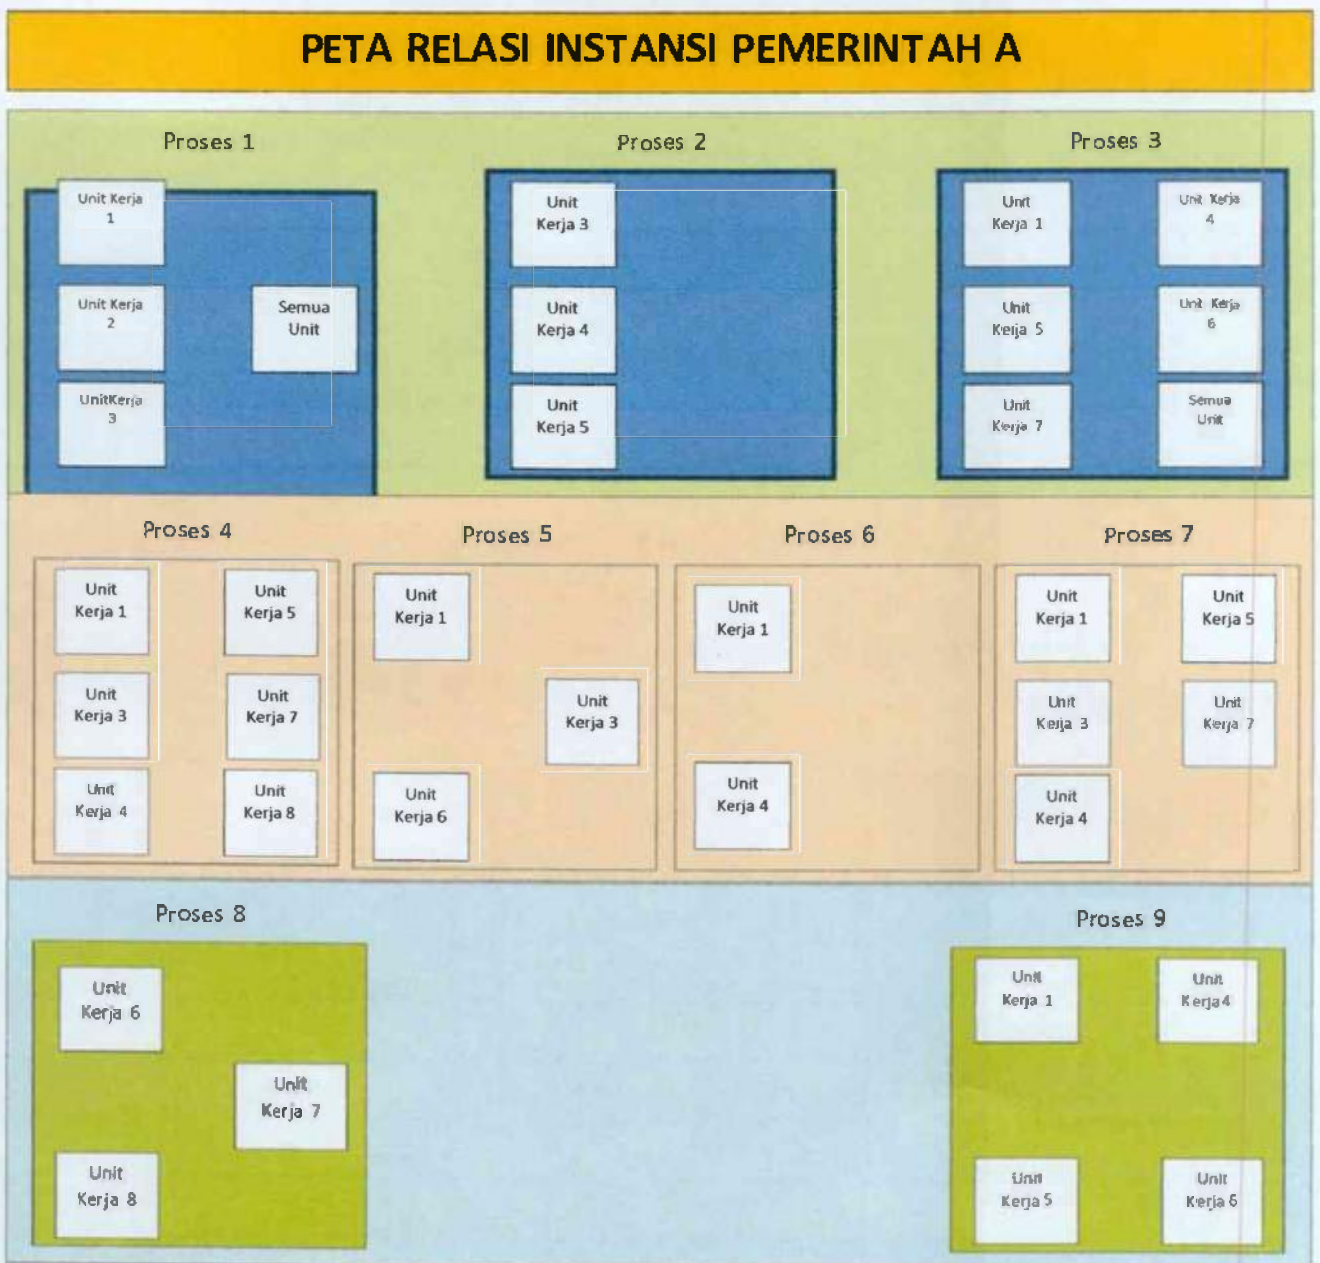 PETA RELASI INSTANSI PEMERINTAH A
Proses 1
Unit Kerja
1
Unit Kerja
2
UnitKerja
3
Semua
Unit
Proses 2
Unit
Kerja 3
Unit
Kerja 4
Unit
Kerja 5
Proses 3
Unit
Kerja 1
Unit
Kerja 5
Unit
Kerja 7
Unit Kerja
4
Unit Kerja
6
Semua
Unit
Proses 4
Unit
Kerja 1
Unit
Kerja 3
Unit
Kerja 4
Unit
Kerja 5
Unit
Kerja 7
Unit
Kerja 8
Proses 5
Unit
Kerja 1
Unit
Kerja 6
Unit
Kerja 3
Proses 6
Unit
Kerja 1
Unit
Kerja 4
Proses 7
Unit
Kerja 1
Unit
Kerja 3
Unit
Kerja 4
Unit
Kerja 5
Unit
Kerja 7
Proses 8
Unit
Kerja 6
Unit
Kerja 7
Unit
Kerja 8
Proses 9
Unit
Kerja 1
Unit
Kerja4
Unit
Kerja 5
Unit
Kerja 6